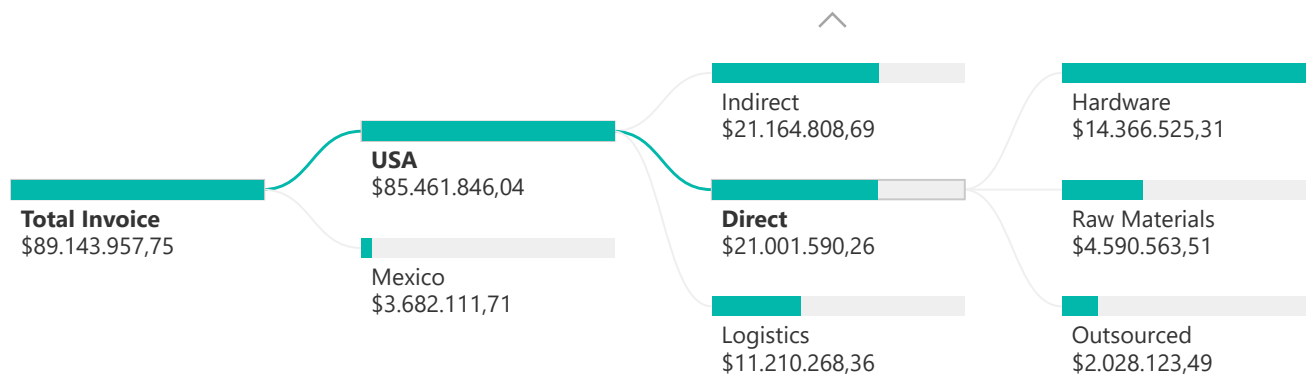 Total Invoice
$89.143.957,75
USA
$85.461.846,04
Mexico
$3.682.111,71
Indirect
$21.164.808,69
Direct
$21.001.590,26
Logistics
$11.210.268,36
Hardware
$14.366.525,31
Raw Materials
$4.590.563,51
Outsourced
$2.028.123,49